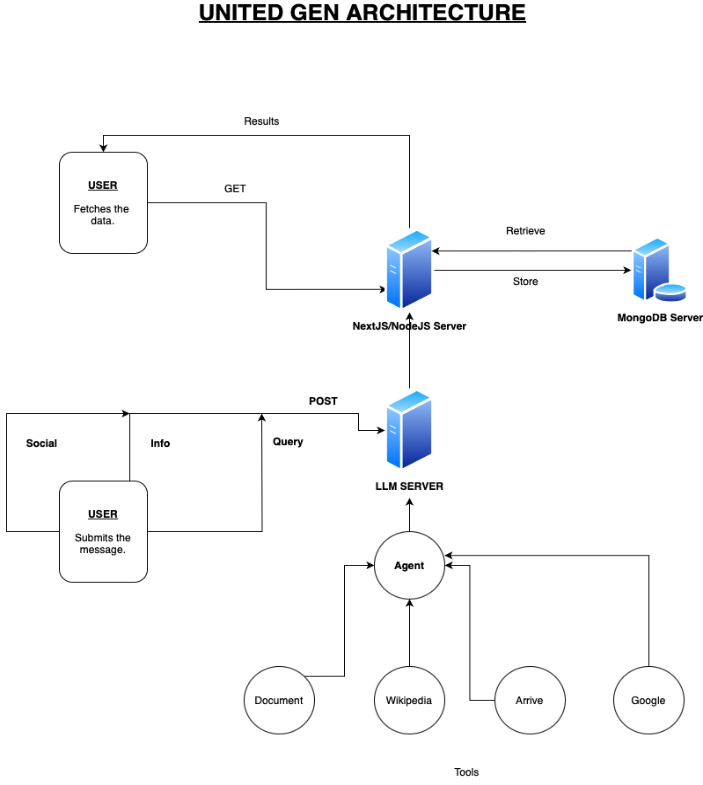 UNITED GEN ARCHITECTURE
Results
USER
Fetches the
data.
GET
Retrieve
Store
NextJS/NodeJS Server
MongoDB Server
POST
Social
Info
Query
LLM SERVER
USER
Submits the
message.
Agent
Document
Wikipedia
Arrive
Google
Tools